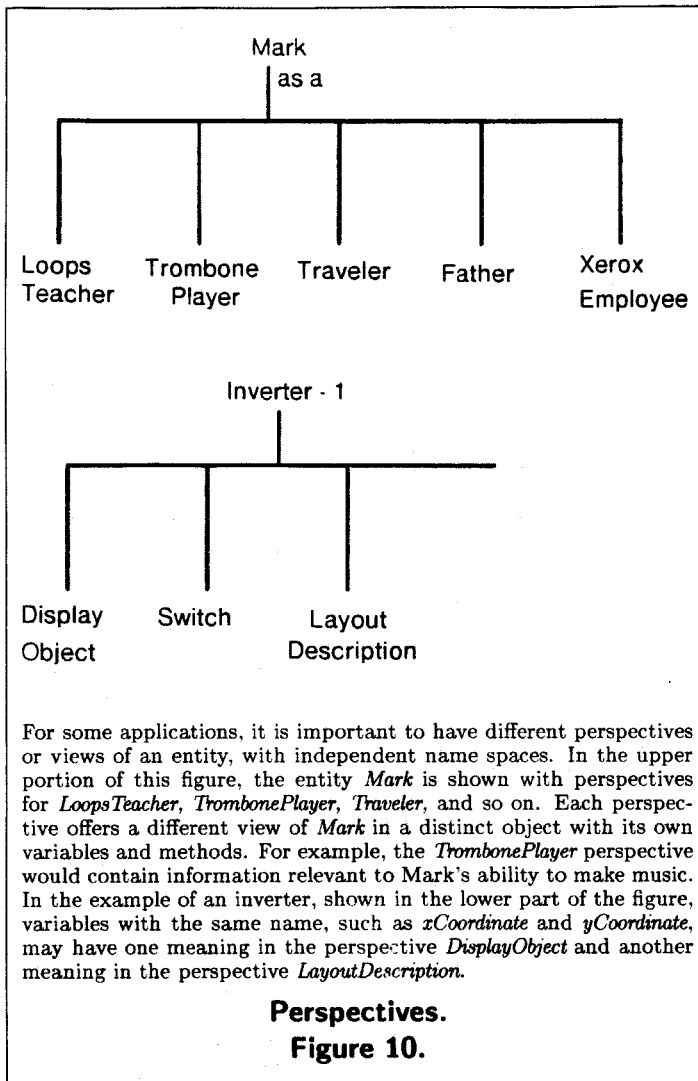 Mark
as a
Loops Trombone Traveler Father Xerox
Teacher Player Employee
Inverter - 1
Display Switch Layout
Object Description
For some applications, it is important to have different perspectives
or views of an entity, with independent name spaces. In the upper
portion of this figure, the entity Mark is shown with perspectives
for LoopsTeacher, TrombonePlayer, Traveler, and so on. Each perspec-
tive offers a different view of Mark in a distinct object with its own
variables and methods. For example, the TrombonePlayer perspective
would contain information relevant to Mark's ability to make music.
In the example of an inverter, shown in the lower part of the figure,
variables with the same name, such as xCoordinate and yCoordinate,
may have one meaning in the perspective DisplayObject and another
meaning in the perspective LayoutDescription.
Perspectives.
Figure 10.